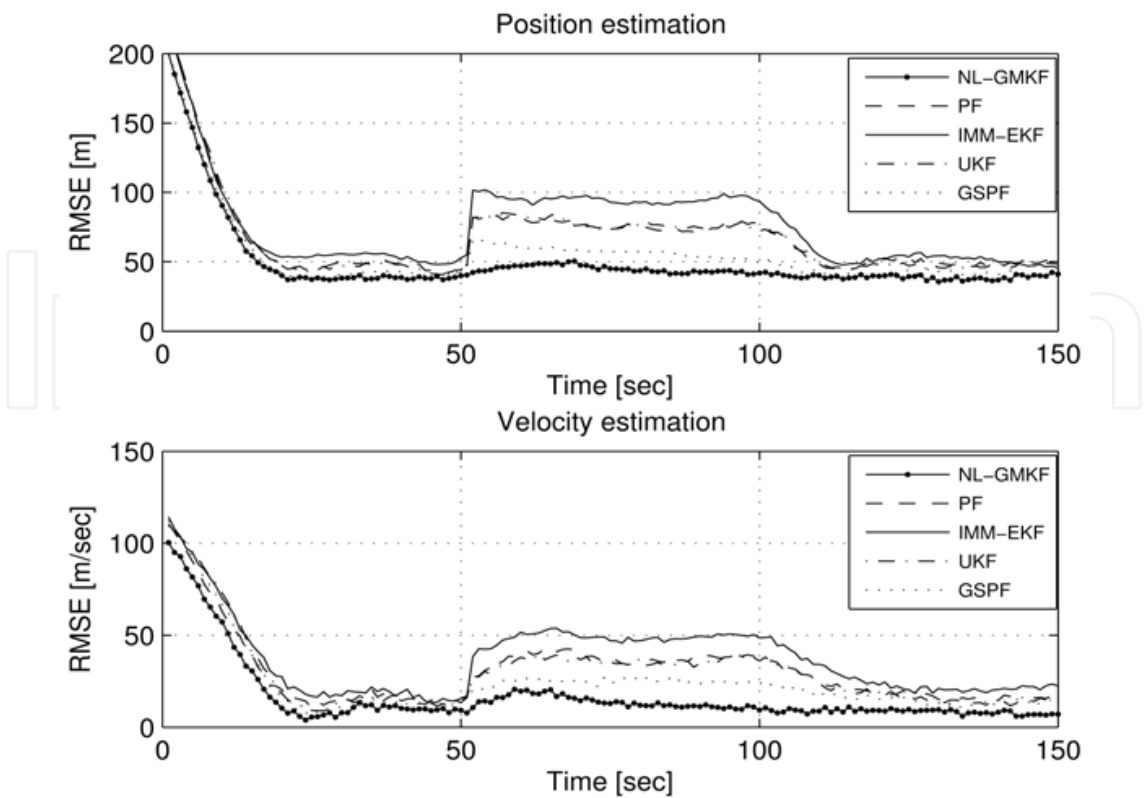 Position estimation
200
150
100
50
0
RMSE [m]
NL-GMKF
PF
IMM-EKF
UKF
GSPF
0 50 100 150
Time [sec]
Velocity estimation
150
100
50
0
RMSE [m/sec]
NL-GMKF
PF
IMM-EKF
UKF
GSPF
0 50 100 150
Time [sec]